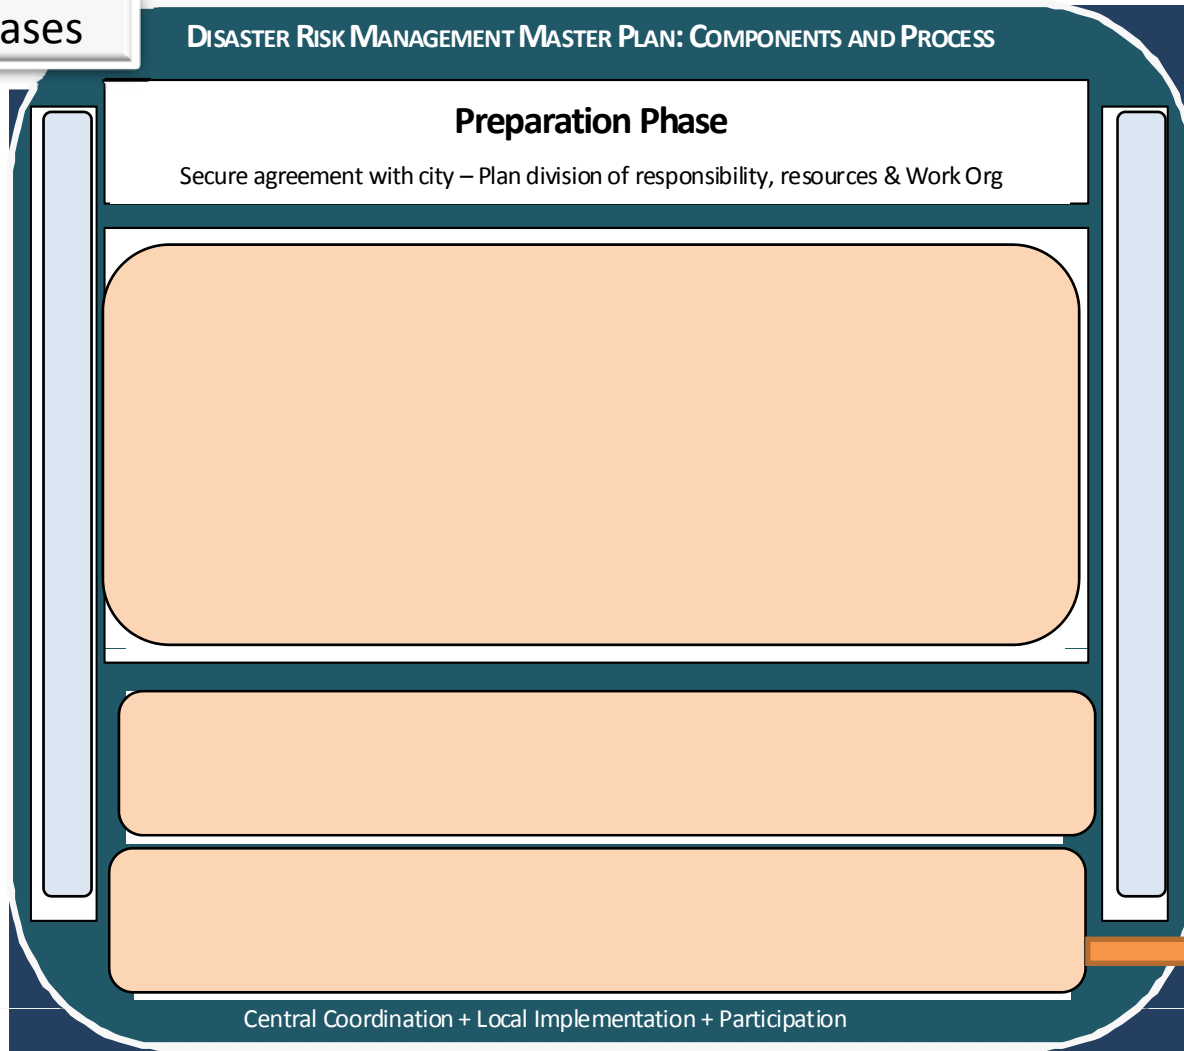 ases
DISASTER RISK MANAGEMENT MASTER PLAN: COMPONENTS AND PROCESS
Preparation Phase
Secure agreement with city – Plan division of responsibility, resources & Work Org
Central Coordination + Local Implementation + Participation